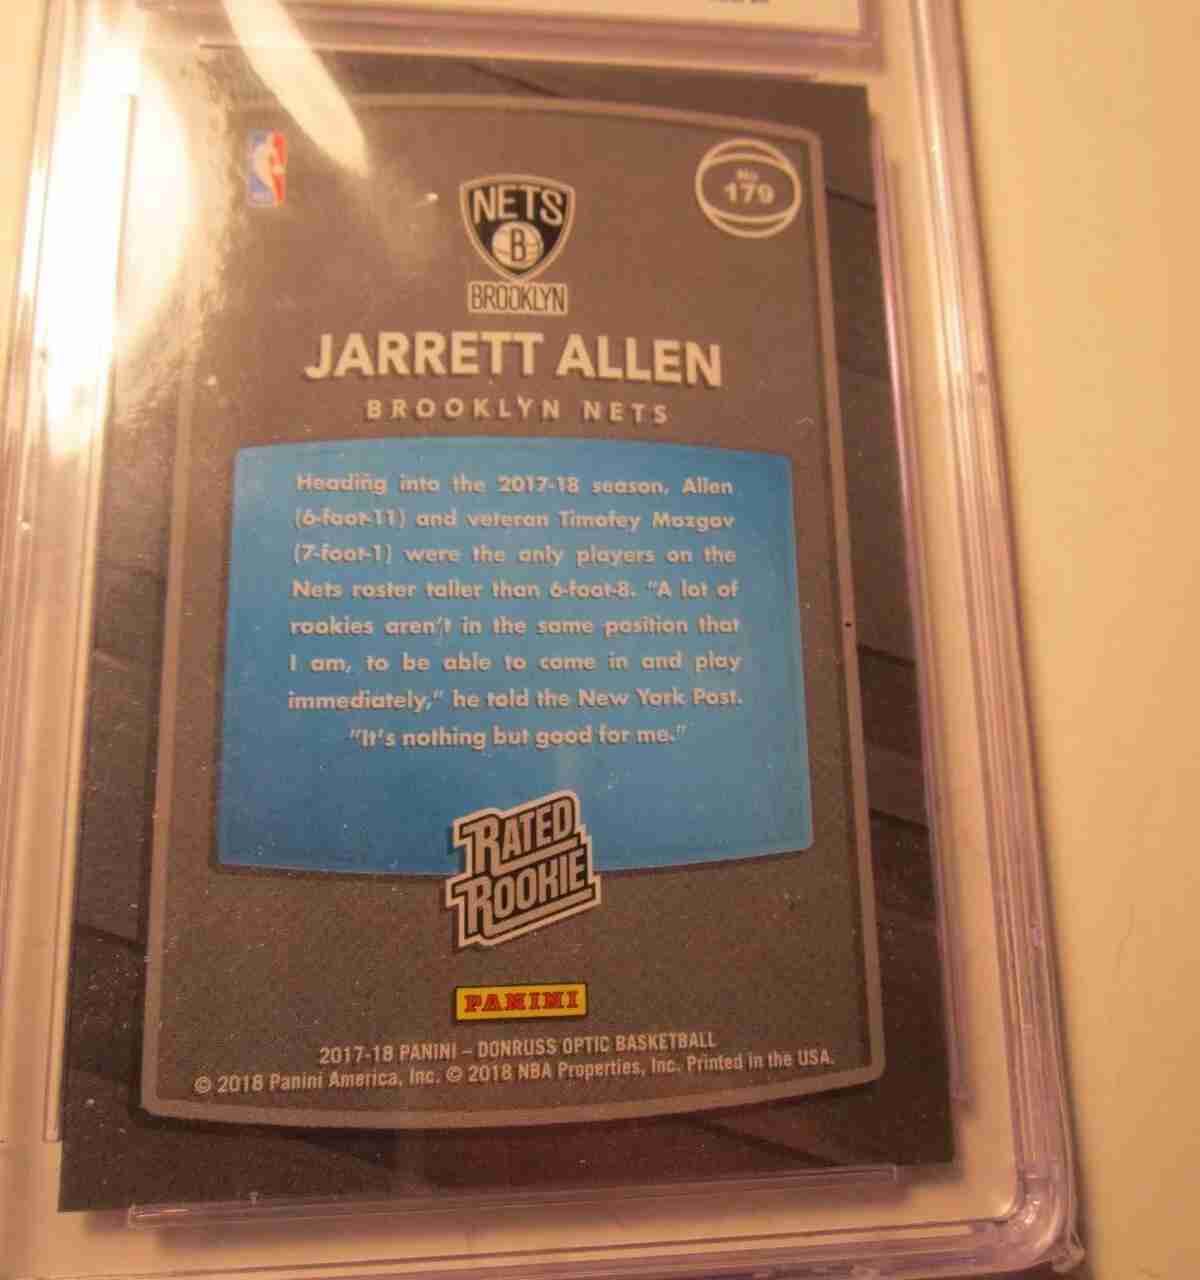 No
179
NETS
B
BROOKLYN
JARRETT ALLEN
BROOKLYN NETS
Heading into the 2017-18 season, Allen
(6-foot-11) and veteran Timofey Mozgov
(7-foot-1) were the only players on the
Nets roster taller than 6-foot-8. "A lot of
rookies aren't in the same position that
I am, to be able to come in and play
immediately," he told the New York Post.
"It's nothing but good for me."
RATED
ROOKIE
PANINI
2017-18 PANINI – DONRUSS OPTIC BASKETBALL
© 2018 Panini America, Inc. © 2018 NBA Properties, Inc. Printed in the USA.